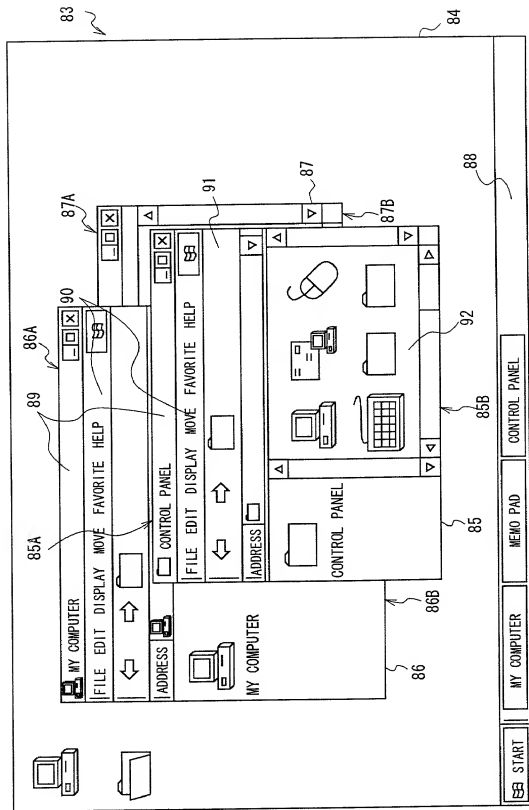 83
84
86A
89
90
87A
MY COMPUTER
FILE EDIT DISPLAY MOVE FAVORITE HELP
ADDRESS
MY COMPUTER
85A
CONTROL PANEL
FILE EDIT DISPLAY MOVE FAVORITE HELP
91
ADDRESS
CONTROL PANEL
92
87
87B
85B
85
86B
86
88
START
MY COMPUTER
MEMO PAD
CONTROL PANEL